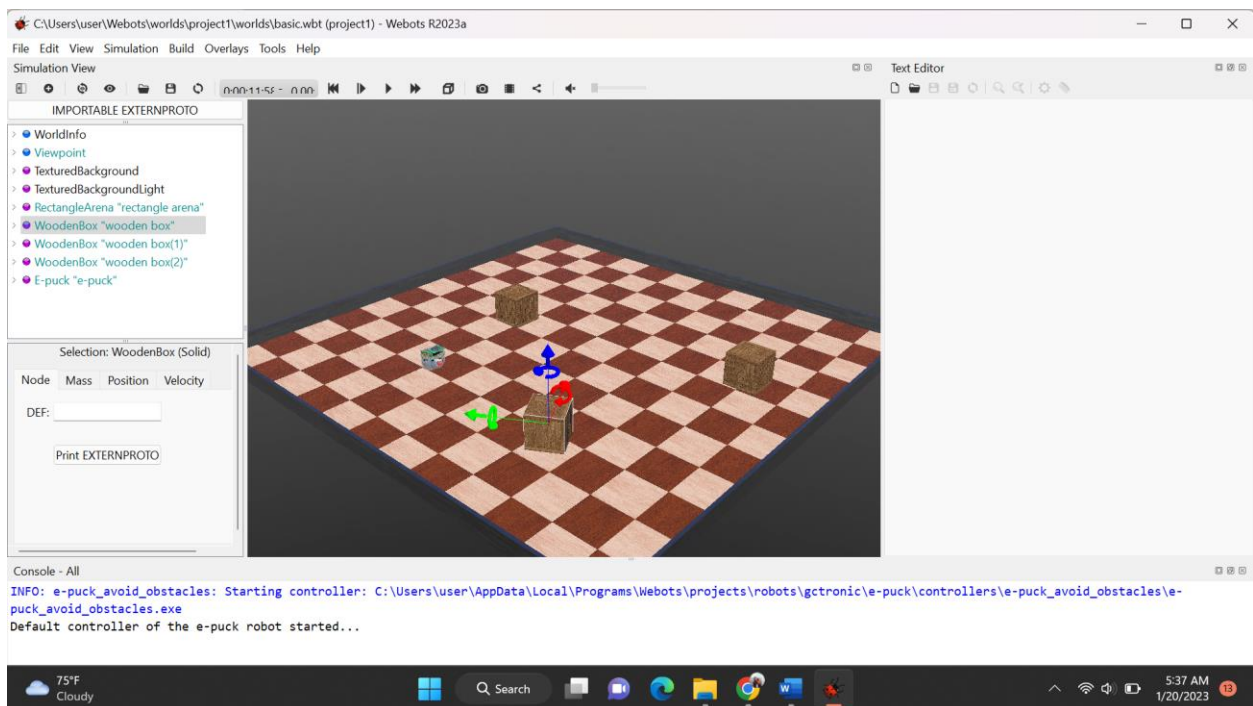 C:\Users\user\Webots\worlds\project1\worlds\basic.wbt (project1) - Webots R2023a
File Edit View Simulation Build Overlays Tools Help
Simulation View
Text Editor
IMPORTABLE EXTERNPROTO
WorldInfo
Viewpoint
TexturedBackground
TexturedBackgroundLight
RectangleArena "rectangle arena"
WoodenBox "wooden box"
WoodenBox "wooden box(1)"
WoodenBox "wooden box(2)"
E-puck "e-puck"
Selection: WoodenBox (Solid)
Node Mass Position Velocity
DEF:
Print EXTERNPROTO
Console - All
INFO: e-puck_avoid_obstacles: Starting controller: C:\Users\user\AppData\Local\Programs\Webots\projects\robots\gctronic\e-puck\controllers\e-puck_avoid_obstacles\e-
puck_avoid_obstacles.exe
Default controller of the e-puck robot started...
75°F
Cloudy
Search
5:37 AM
1/20/2023
13